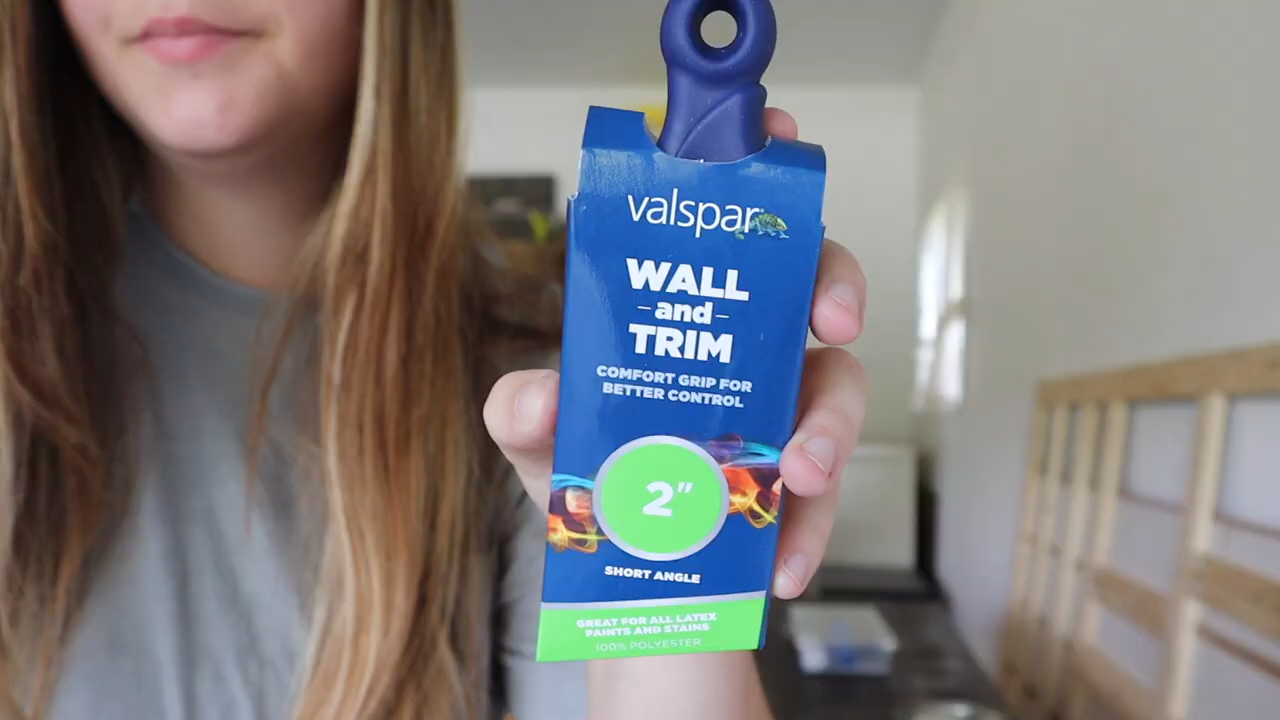 valspar
WALL
-and-
TRIM
COMFORT GRIP FOR
BETTER CONTROL
2"
SHORT ANGLE
GREAT FOR ALL LATEX
PAINTS AND STAINS
100% POLYESTER